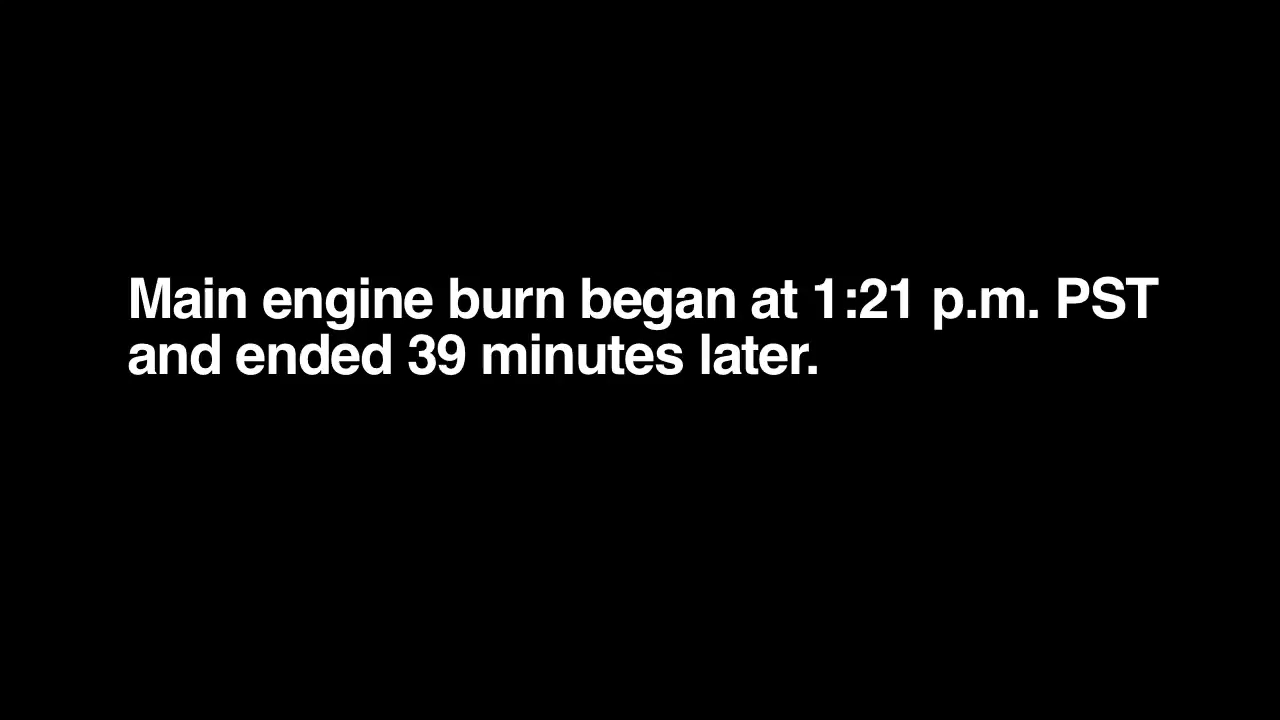 Main engine burn began at 1:21 p.m. PST
and ended 39 minutes later.